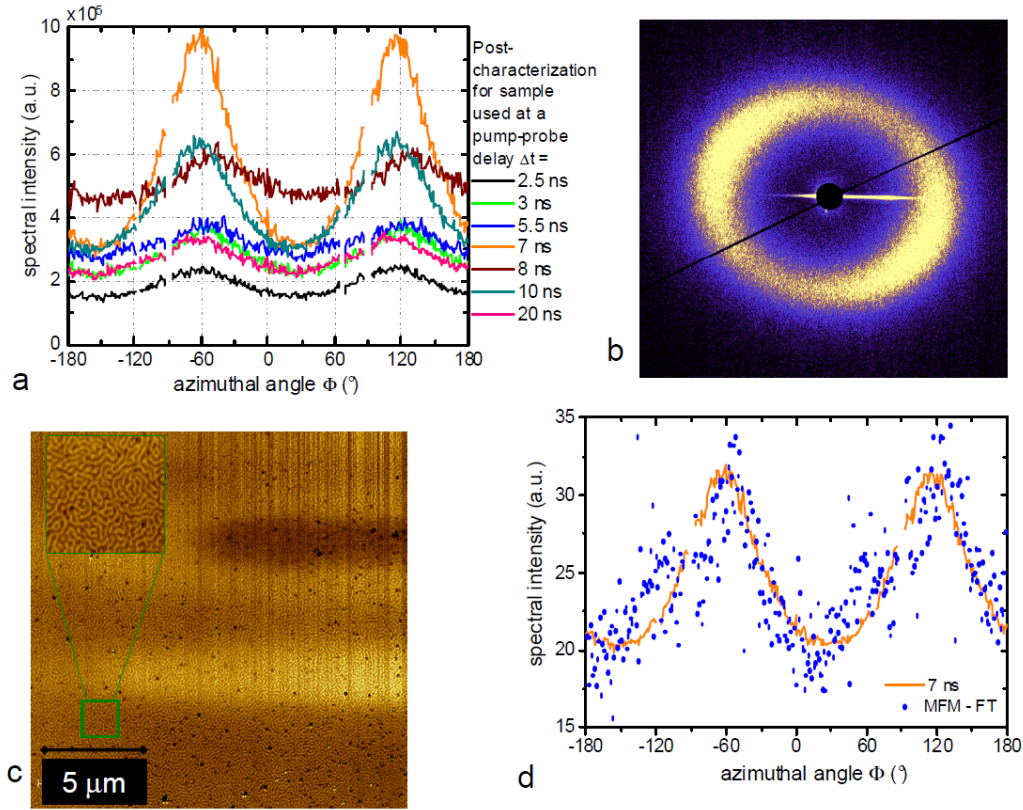 10 x 10⁵
8
6
4
2
0
spectral intensity (a.u.)
-180 -120 -60 0 60 120 180
azimuthal angle Φ (°)
a
Post-
characterization
for sample
used at a
pump-probe
delay Δt =
2.5 ns
3 ns
5.5 ns
7 ns
8 ns
10 ns
20 ns
b
5 μm
c
35
30
25
20
15
spectral intensity (a.u.)
7 ns
MFM - FT
-180 -120 -60 0 60 120 180
azimuthal angle Φ (°)
d